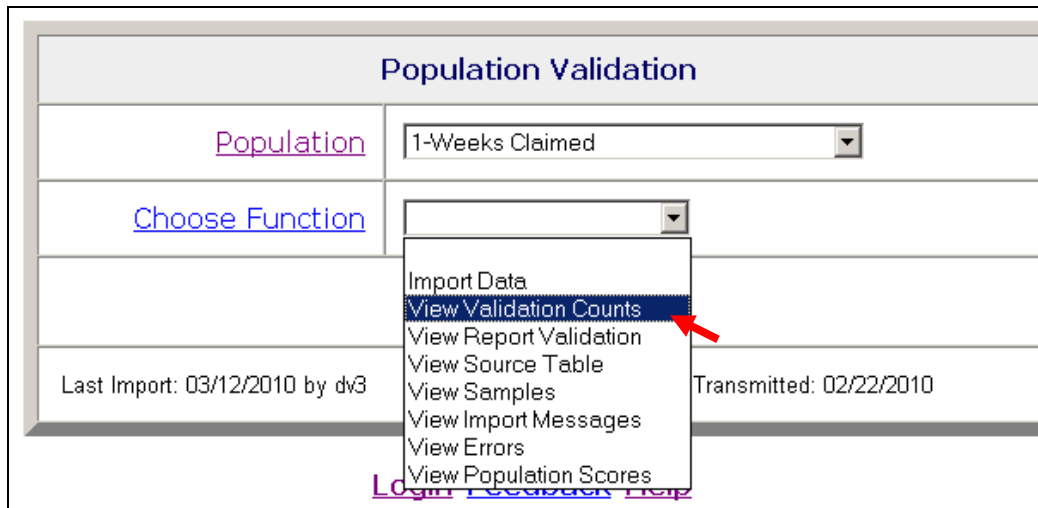 Population Validation
Population 1-Weeks Claimed
Choose Function
Import Data
View Validation Counts
View Report Validation
View Source Table
View Samples
View Import Messages
View Errors
View Population Scores
Last Import: 03/12/2010 by dv3 Transmitted: 02/22/2010
Login Feedback Help